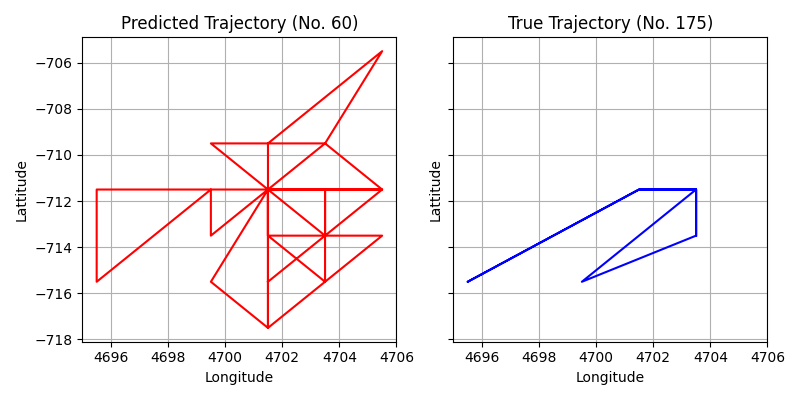 Predicted Trajectory (No. 60)
True Trajectory (No. 175)
−706
−708
−710
−712
−714
−716
−718
Lattitude
Lattitude
4696 4698 4700 4702 4704 4706
4696 4698 4700 4702 4704 4706
Longitude
Longitude